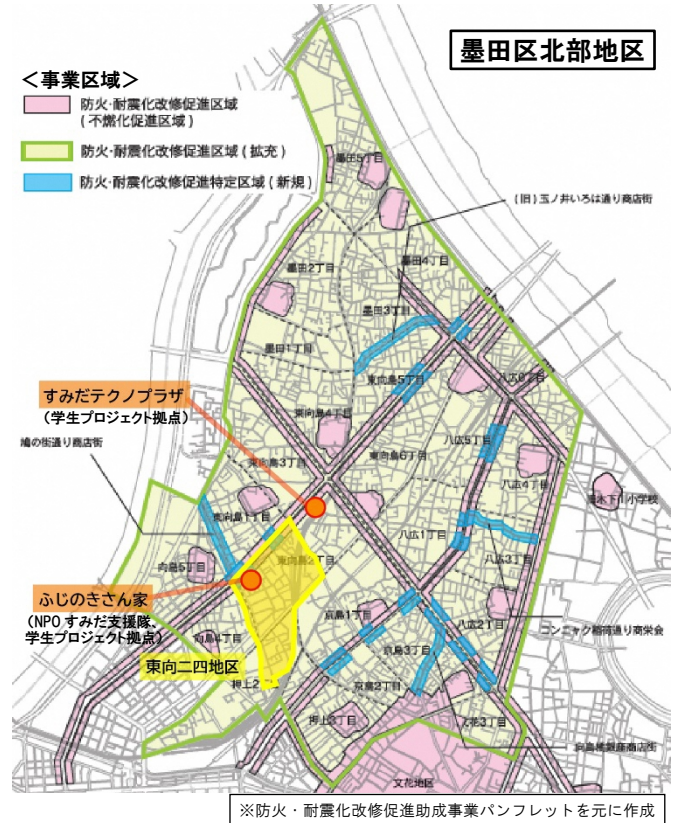 墨田区北部地区
＜事業区域＞
防火・耐震化改修促進区域
(不燃化促進区域)
防火・耐震化改修促進区域(拡充)
防火・耐震化改修促進特定区域(新規)
墨田5丁目
(旧)玉ノ井いろは通り商店街
墨田4丁目
墨田2丁目
墨田3丁目
墨田1丁目
東向島5丁目
八広6丁目
すみだテクノプラザ
(学生プロジェクト拠点)
東向島4丁目
鳩の街通り商店街
八広5丁目
東向島3丁目
東向島6丁目
八広4丁目
東向島1丁目
八広1丁目
東向島2丁目
八広3丁目
向島5丁目
ふじのきさん家
(NPOすみだ支援隊、
学生プロジェクト拠点)
京島1丁目
八広2丁目
コンニャク稲荷通り商栄会
向島4丁目
京島3丁目
東向二四地区
押上2丁目
京島2丁目
押上3丁目
文花3丁目
向島橘銀座商店街
文花地区
※防火・耐震化改修促進助成事業パンフレットを元に作成